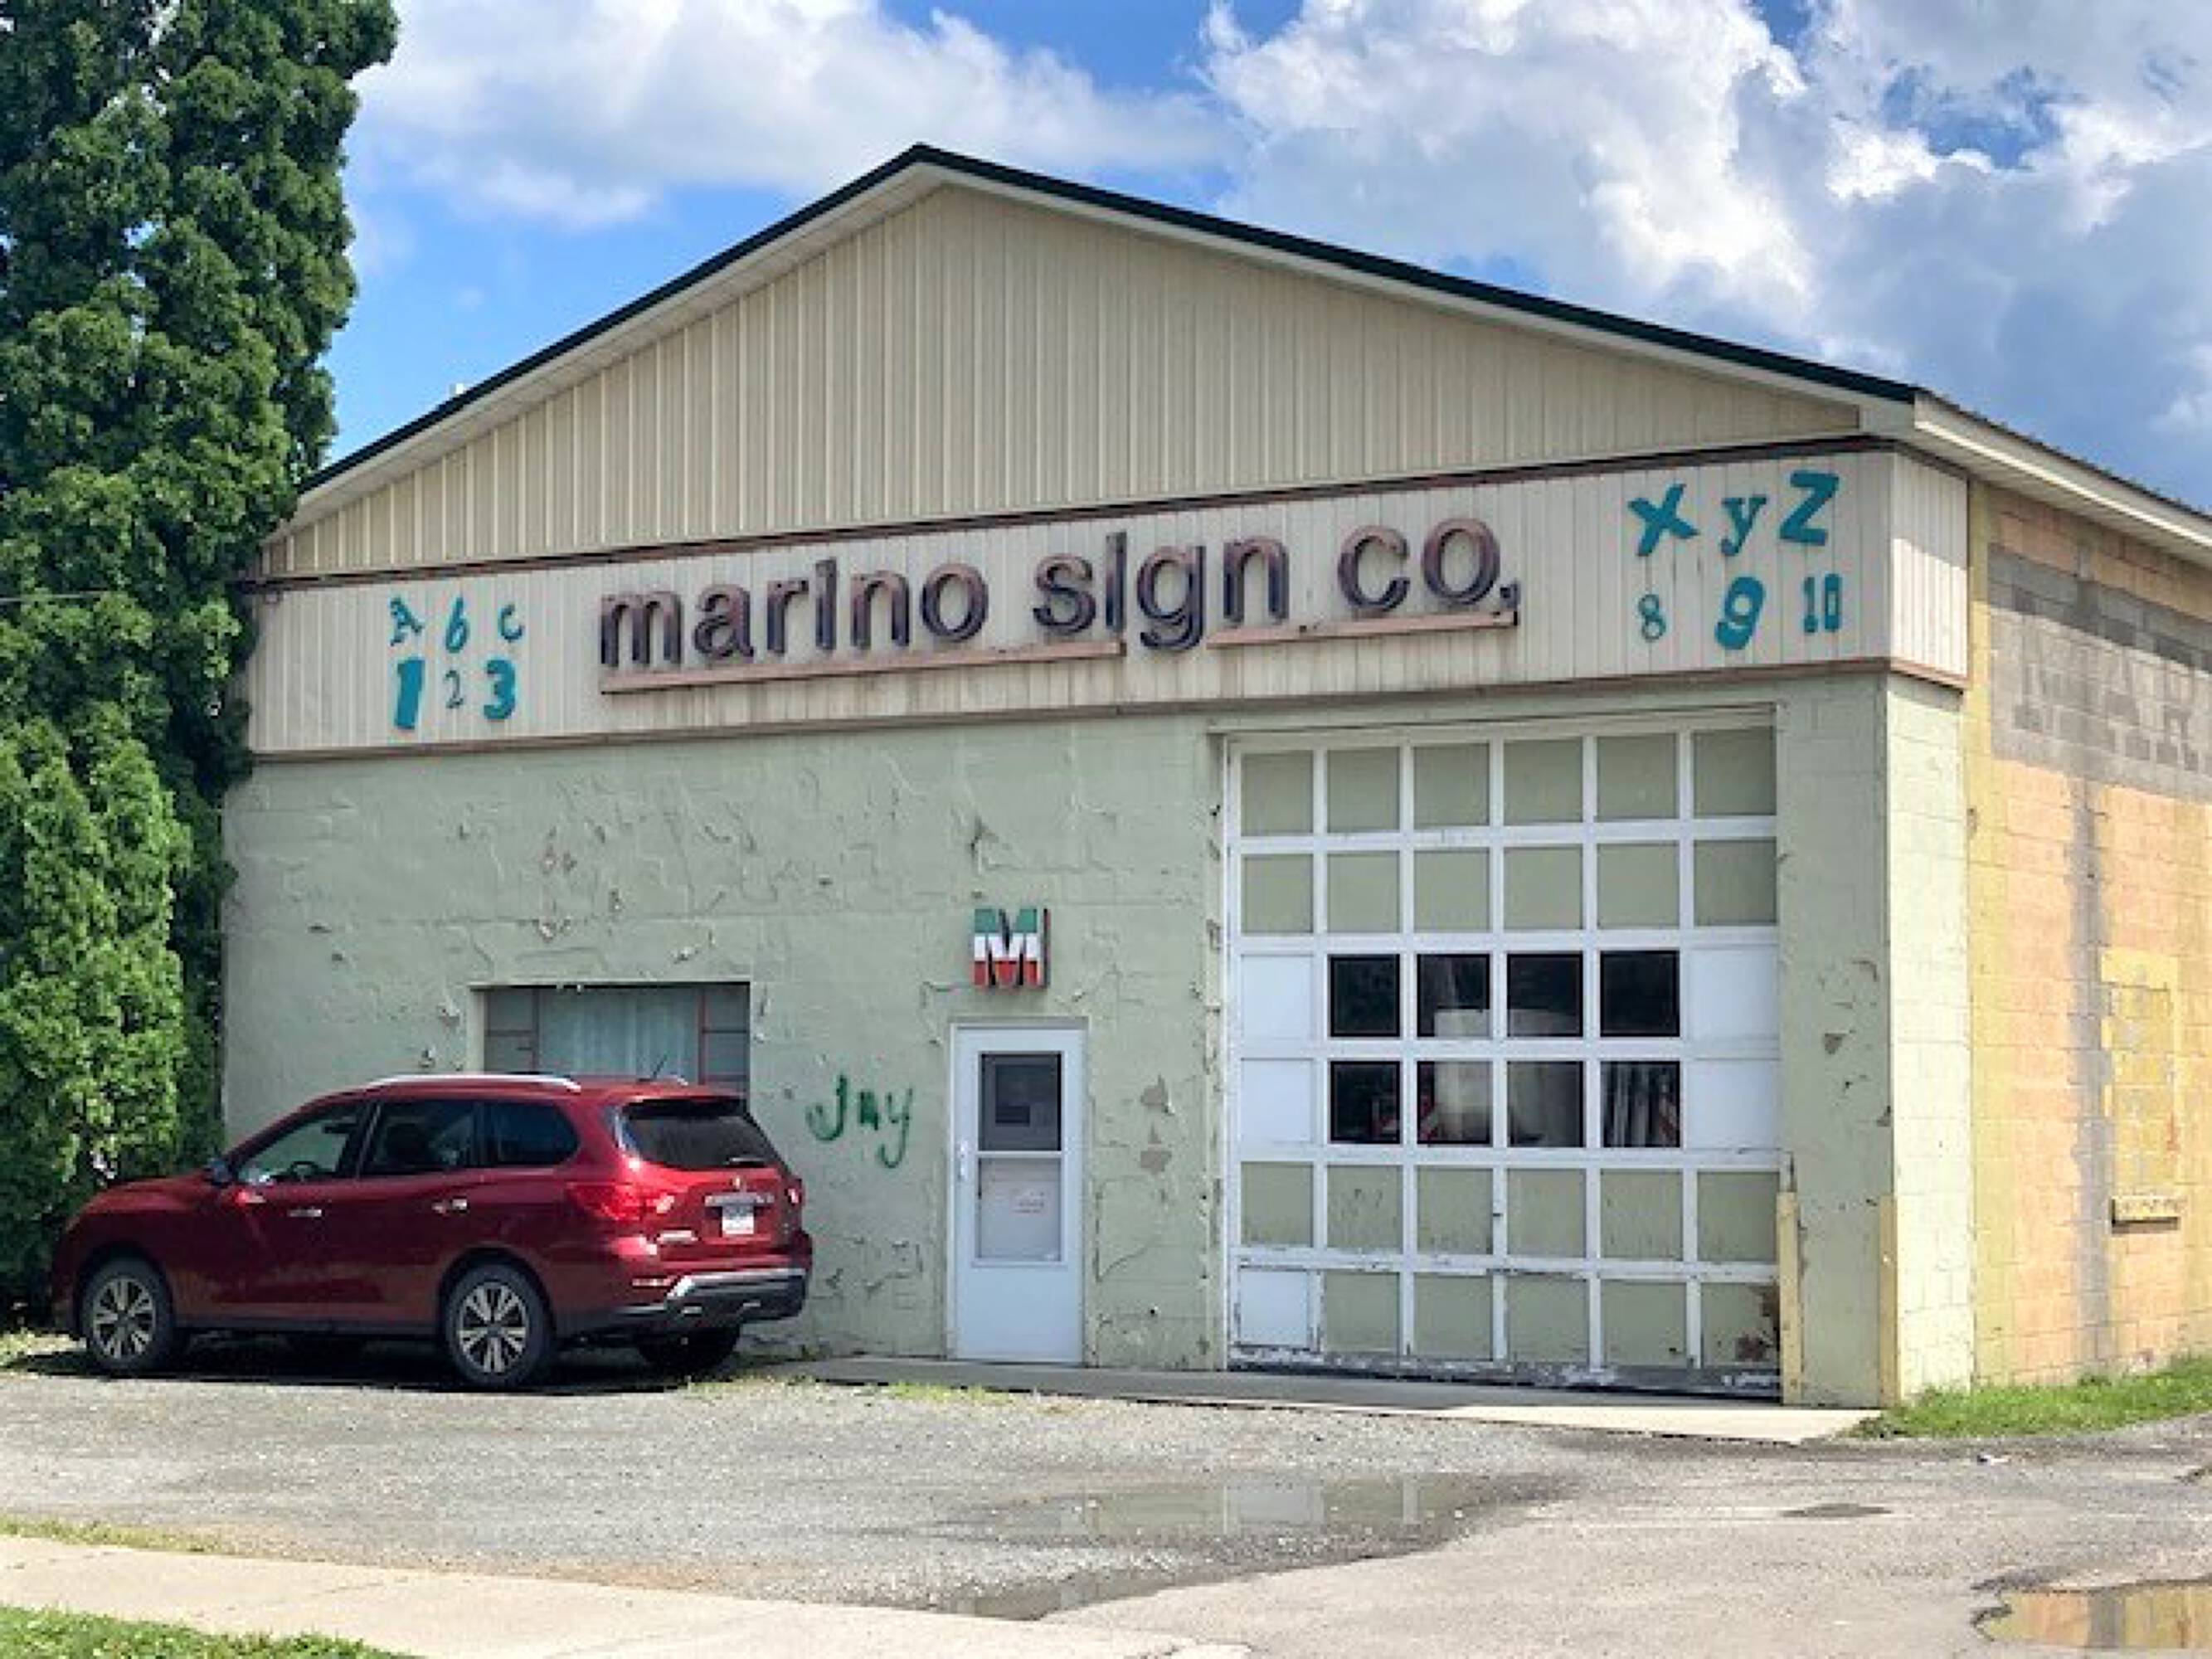 A b c
1 2 3
marino sign co,
x y z
8 9 10
M
Jay